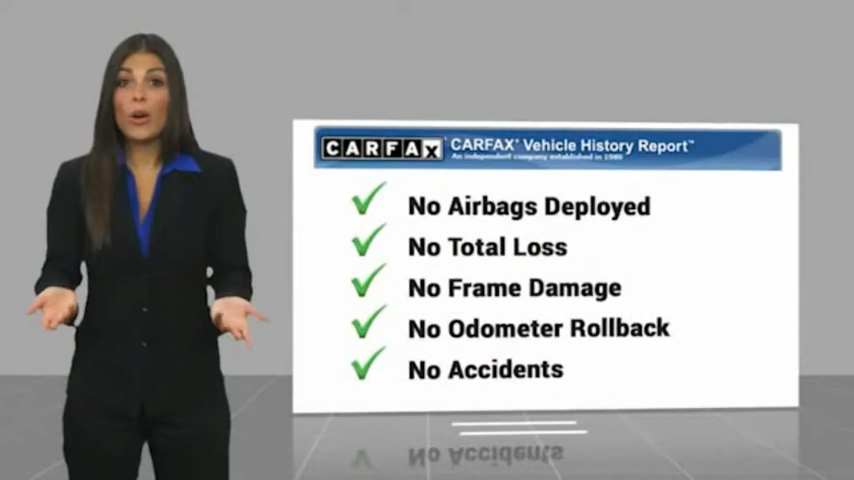 CARFAX CARFAX® Vehicle History Report™
An independent company established in 1986
No Airbags Deployed
No Total Loss
No Frame Damage
No Odometer Rollback
No Accidents
No Accidents